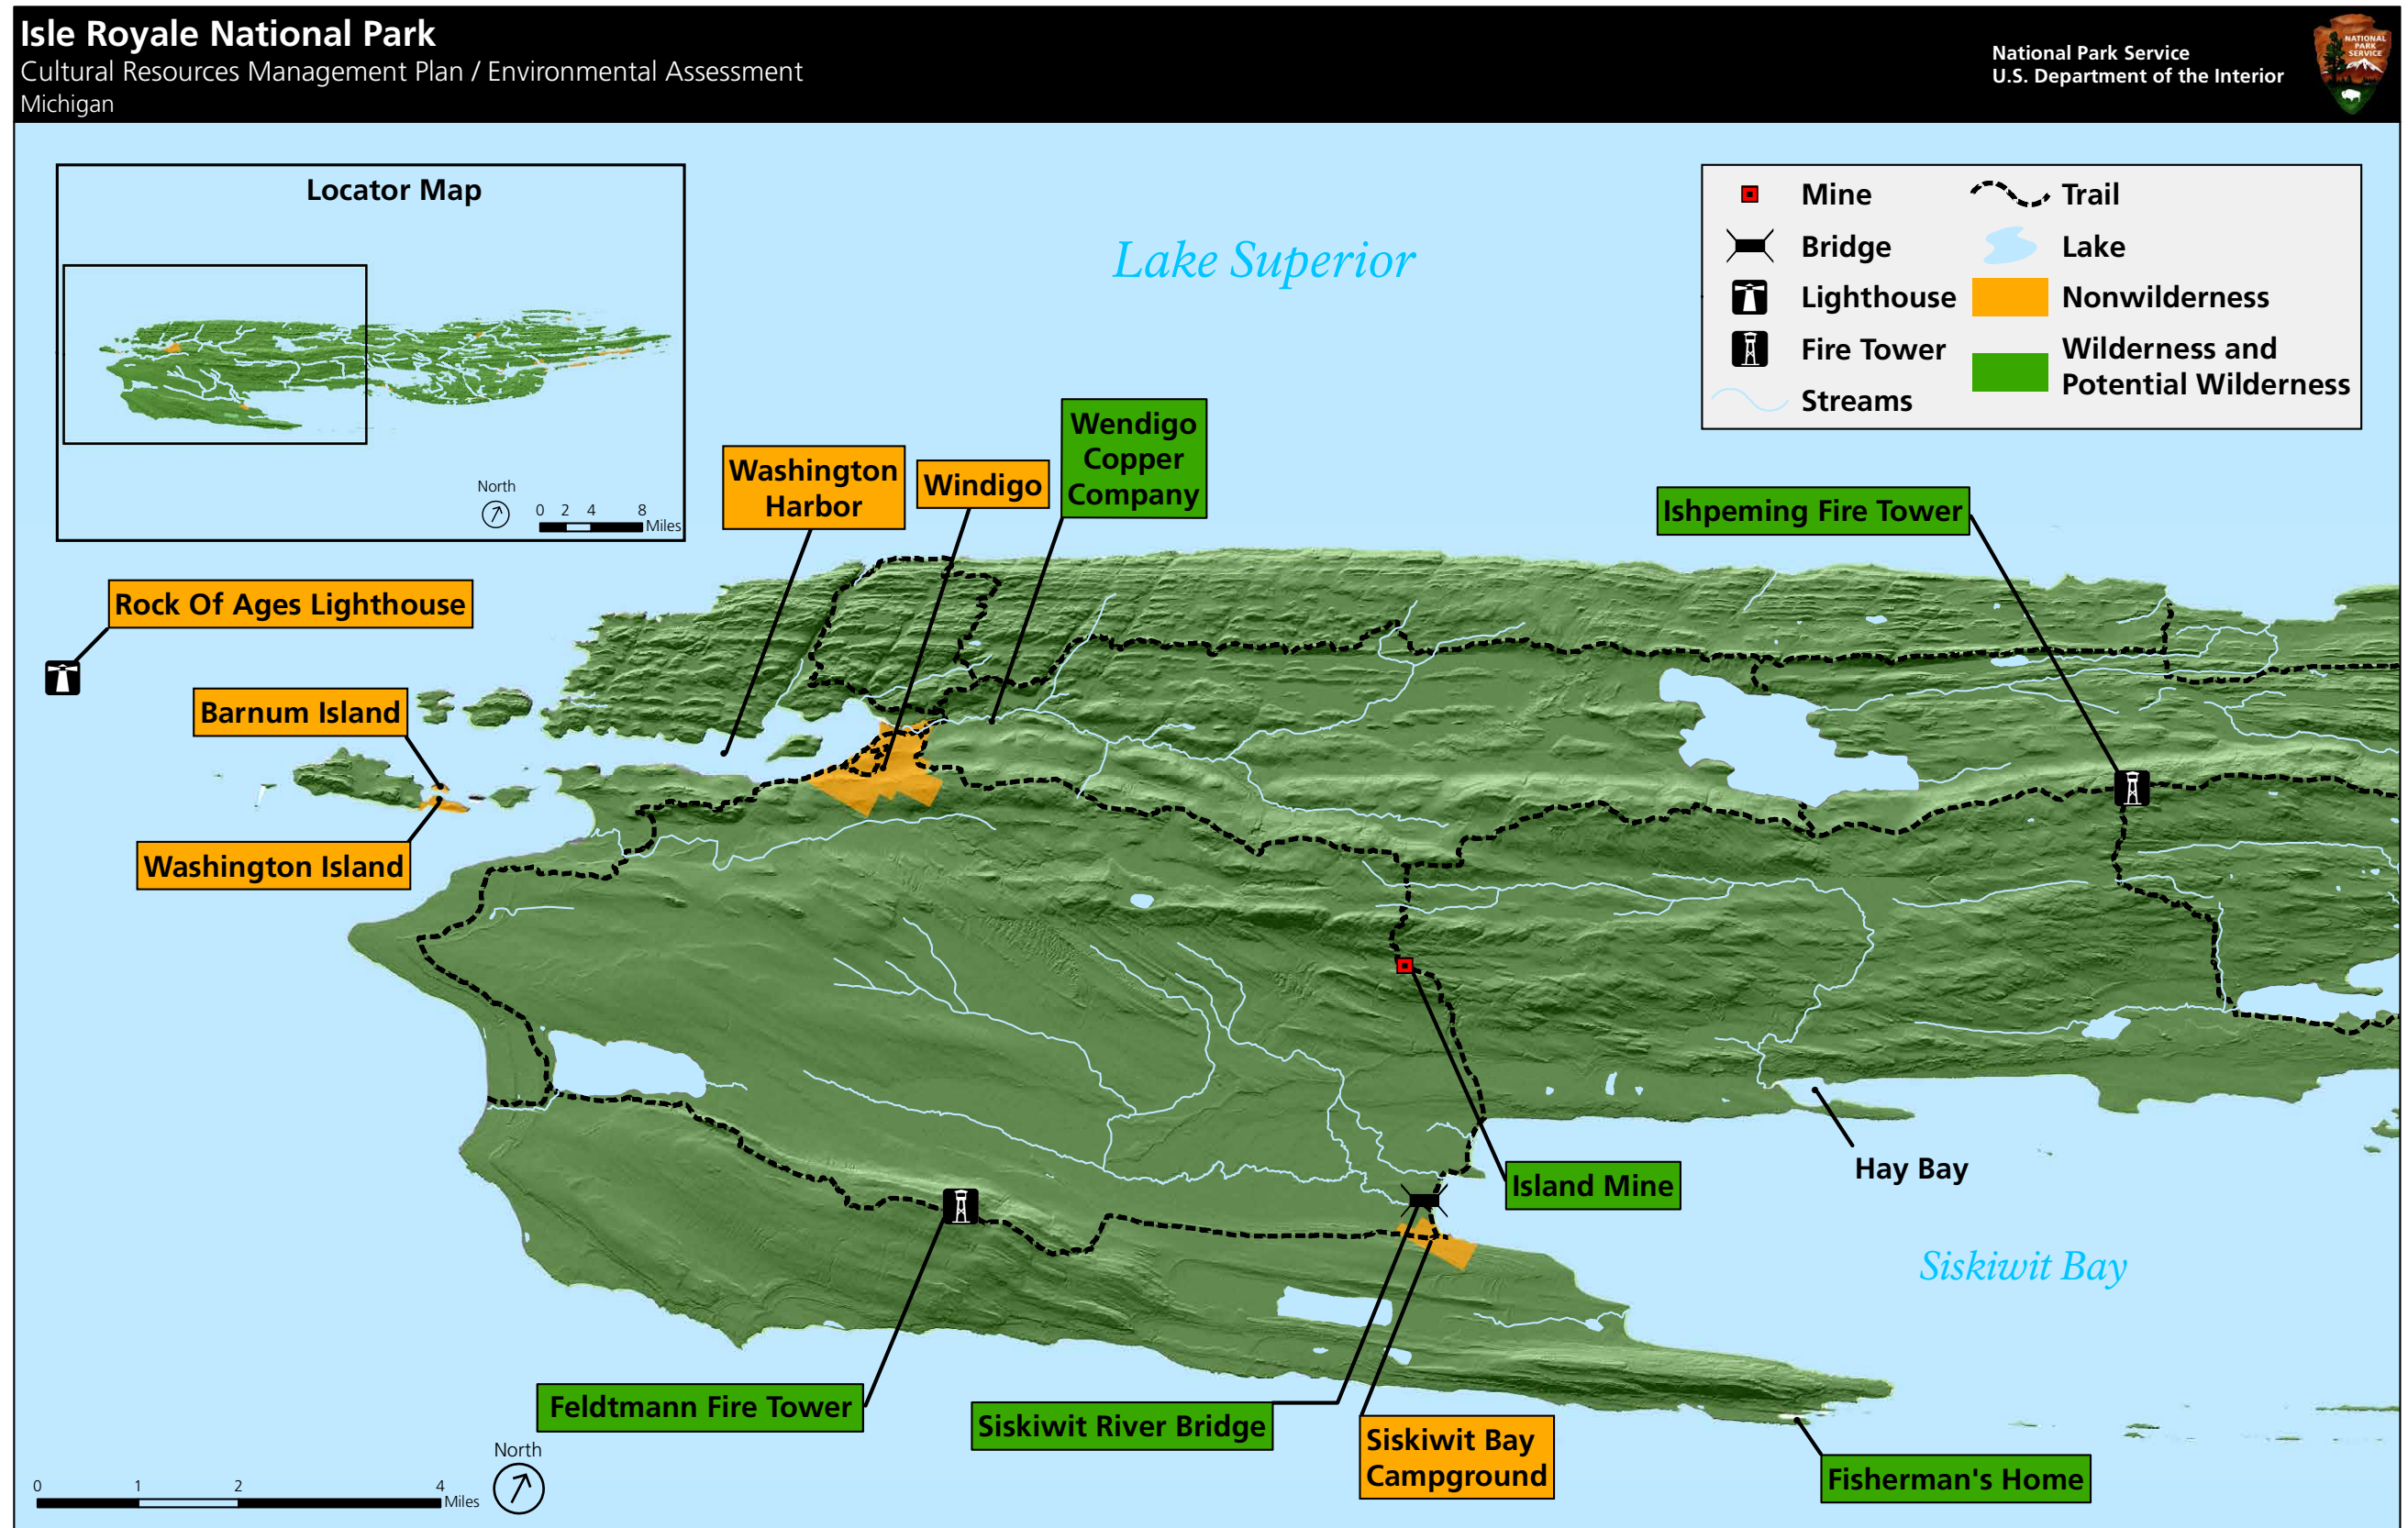 Isle Royale National Park
Cultural Resources Management Plan / Environmental Assessment
Michigan
National Park Service
U.S. Department of the Interior
NATIONAL
PARK
SERVICE
Locator Map
North
0 2 4 8
Miles
Mine
Bridge
Lighthouse
Fire Tower
Streams
Trail
Lake
Nonwilderness
Wilderness and
Potential Wilderness
Lake Superior
Washington
Harbor
Windigo
Wendigo
Copper
Company
Ishpeming Fire Tower
Rock Of Ages Lighthouse
Barnum Island
Washington Island
Island Mine
Hay Bay
Siskiwit Bay
Feldtmann Fire Tower
Siskiwit River Bridge
Siskiwit Bay
Campground
Fisherman's Home
North
0 1 2 4
Miles